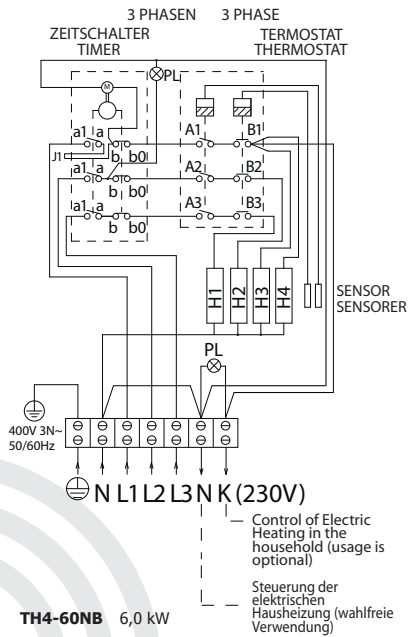 3 PHASEN 3 PHASE
ZEITSCHALTER
TIMER
TERMOSTAT
THERMOSTAT
M
PL
a1 a
b b0
J1
A1 B1
a1 a
b b0
A2 B2
a1 a
b b0
A3 B3
H1 H2 H3 H4
SENSOR
SENSORER
PL
400V 3N~
50/60Hz
N L1 L2 L3 N K (230V)
Control of Electric
Heating in the
household (usage is
optional)
Steuerung der
elektrischen
Hausheizung (wahlfreie
Verwendung)
TH4-60NB 6,0 kW